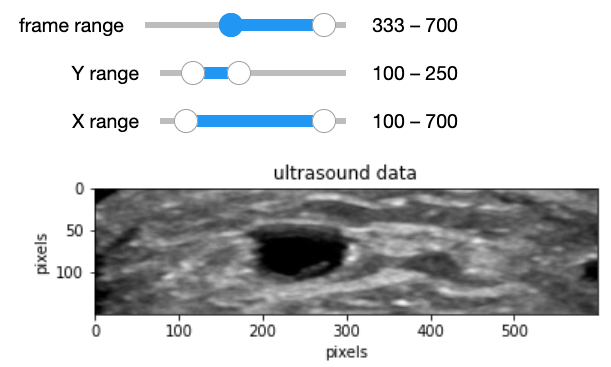 frame range 333 – 700
Y range 100 – 250
X range 100 – 700
ultrasound data
0
50
100
pixels
0 100 200 300 400 500
pixels